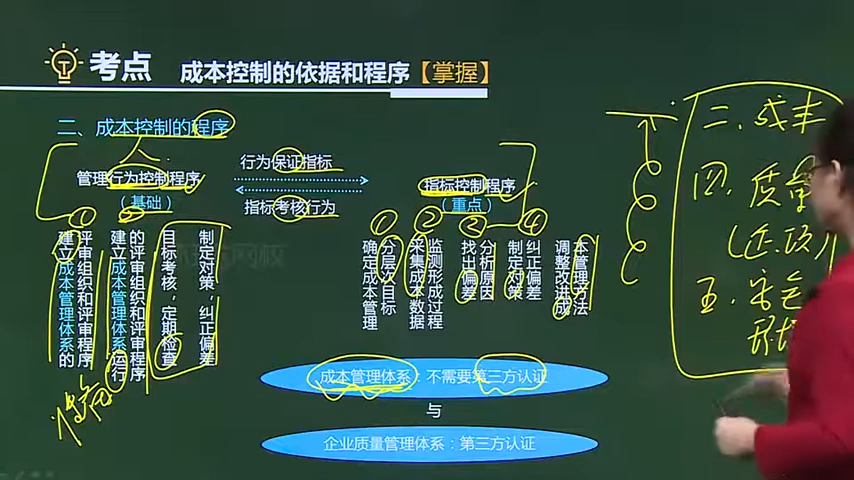 考点 成本控制的依据和程序【掌握】
二、成本控制的程序
管理行为控制程序
（基础）
行为保证指标
指标考核行为
指标控制程序
（重点）
①
建立成本管理体系的
评审组织和评审程序
建立成本管理体系运行
的评审组织和评审程序
目标考核，定期检查
制定对策，纠正偏差
① ② ④
确定成本管理
分层次目标
采集成本数据
监测形成过程
找出偏差
分析原因
制定对策
纠正偏差
调整改进成
本管理方法
成本管理体系：不需要第三方认证
与
企业质量管理体系：第三方认证
三、成本
四、质量
五、安全